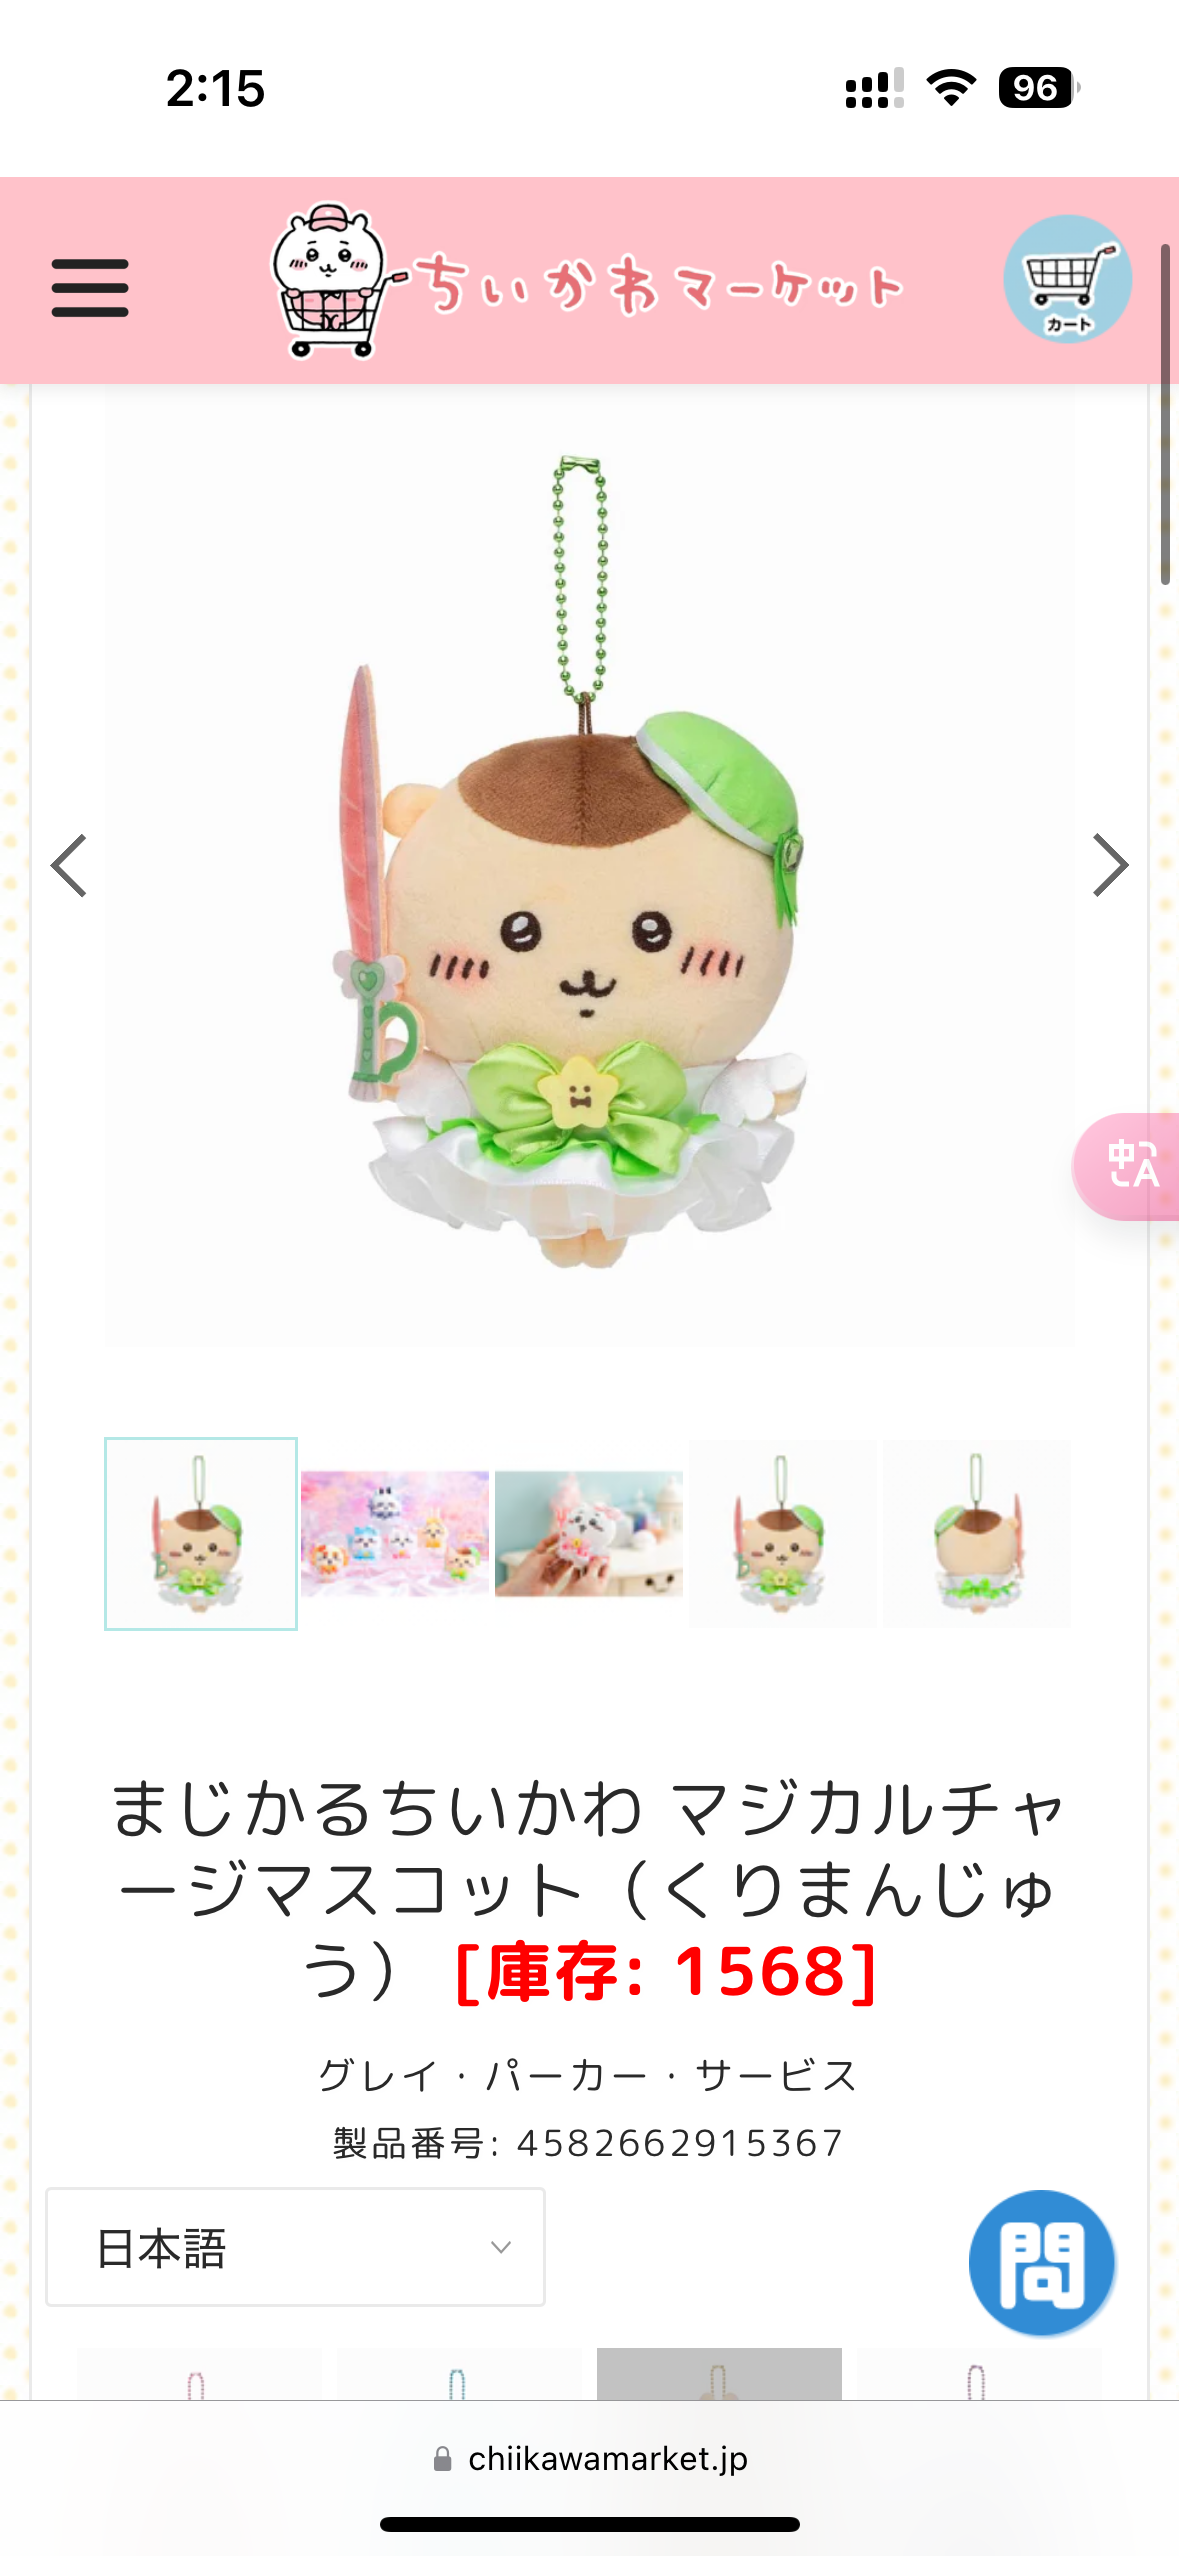 2:15
96
ちいかわマーケット
カート
中A
まじかるちいかわ マジカルチャ
ージマスコット（くりまんじゅ
う） [庫存: 1568]
グレイ・パーカー・サービス
製品番号: 4582662915367
日本語
問
chiikawamarket.jp